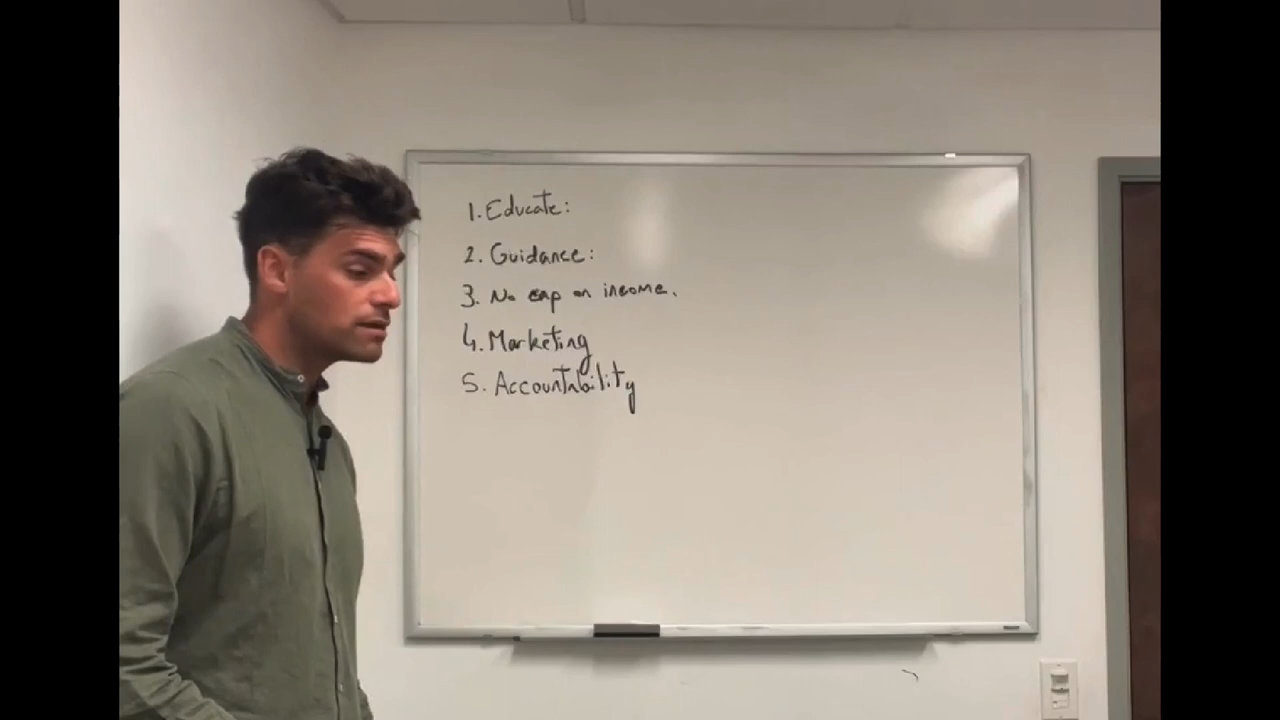 1. Educate:
2. Guidance:
3. No cap on income.
4. Marketing
5. Accountability